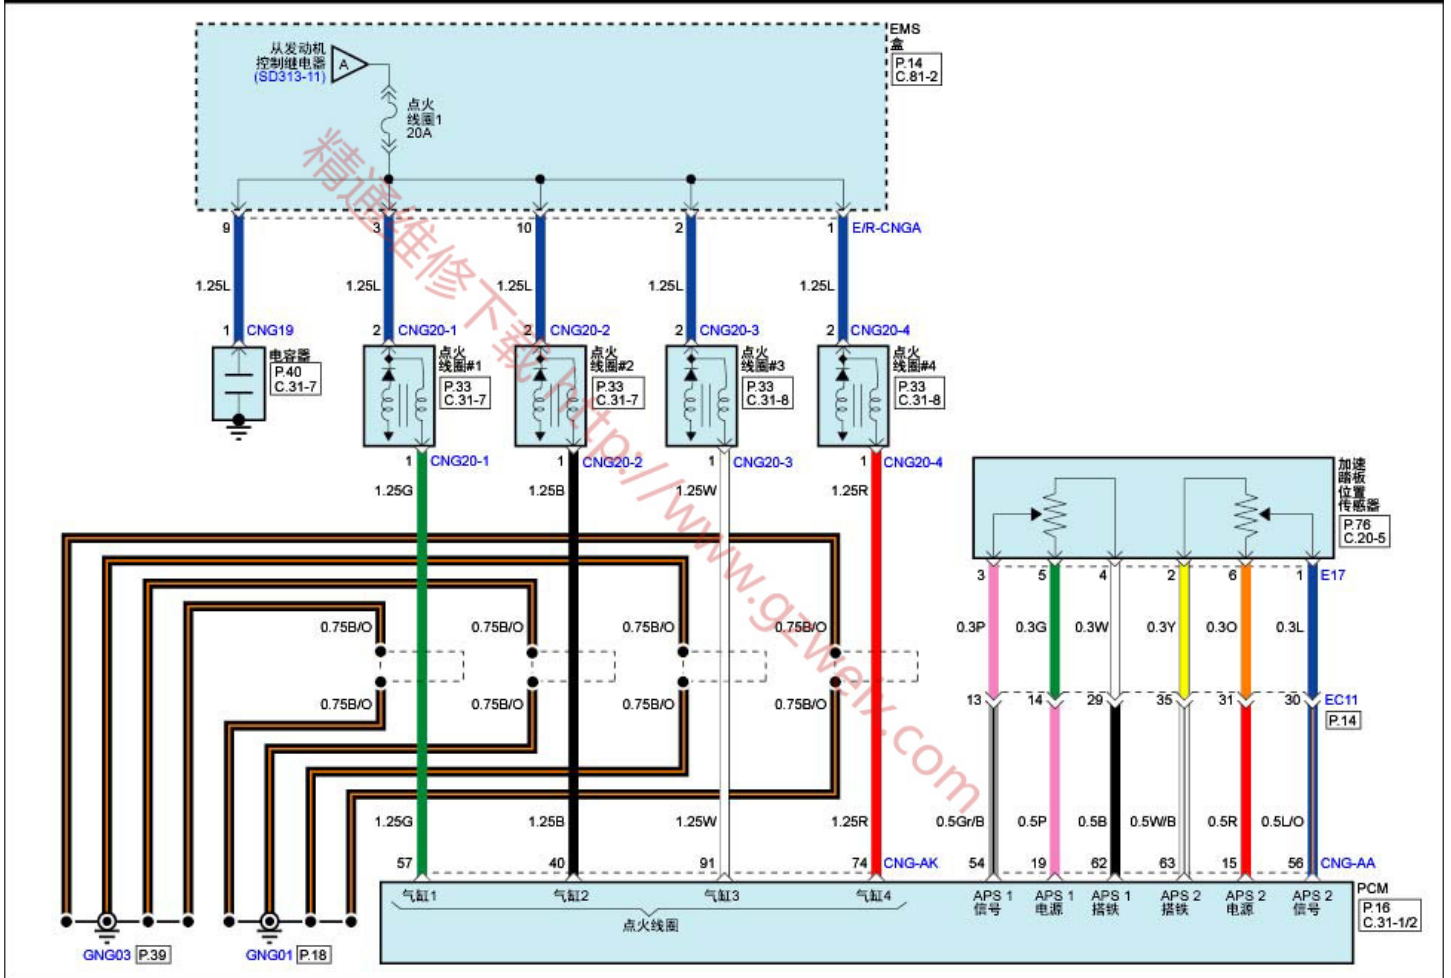 EMS
盒
P.14
C.81-2
从发动机
控制继电器
(SD313-11)
A
点火
线圈1
20A
9
3
10
2
1
E/R-CNGA
1.25L
1.25L
1.25L
1.25L
1.25L
1
CNG19
2
CNG20-1
2
CNG20-2
2
CNG20-3
2
CNG20-4
电容器
P.40
C.31-7
点火
线圈#1
P.33
C.31-7
点火
线圈#2
P.33
C.31-7
点火
线圈#3
P.33
C.31-8
点火
线圈#4
P.33
C.31-8
1
CNG20-1
1
CNG20-2
1
CNG20-3
1
CNG20-4
1.25G
1.25B
1.25W
1.25R
加速
踏板
位置
传感器
P.76
C.20-5
3
5
4
2
6
1
E17
0.75B/O
0.75B/O
0.75B/O
0.75B/O
0.3P
0.3G
0.3W
0.3Y
0.3O
0.3L
0.75B/O
0.75B/O
0.75B/O
0.75B/O
13
14
29
35
31
30
EC11
P.14
1.25G
1.25B
1.25W
1.25R
0.5Gr/B
0.5P
0.5B
0.5W/B
0.5R
0.5L/O
57
40
91
74
CNG-AK
54
19
62
63
15
56
CNG-AA
气缸1
气缸2
气缸3
气缸4
点火线圈
APS 1
信号
APS 1
电源
APS 1
搭铁
APS 2
搭铁
APS 2
电源
APS 2
信号
PCM
P.16
C.31-1/2
GNG03
P.39
GNG01
P.18
精通维修下载 http://www.gzweix.com